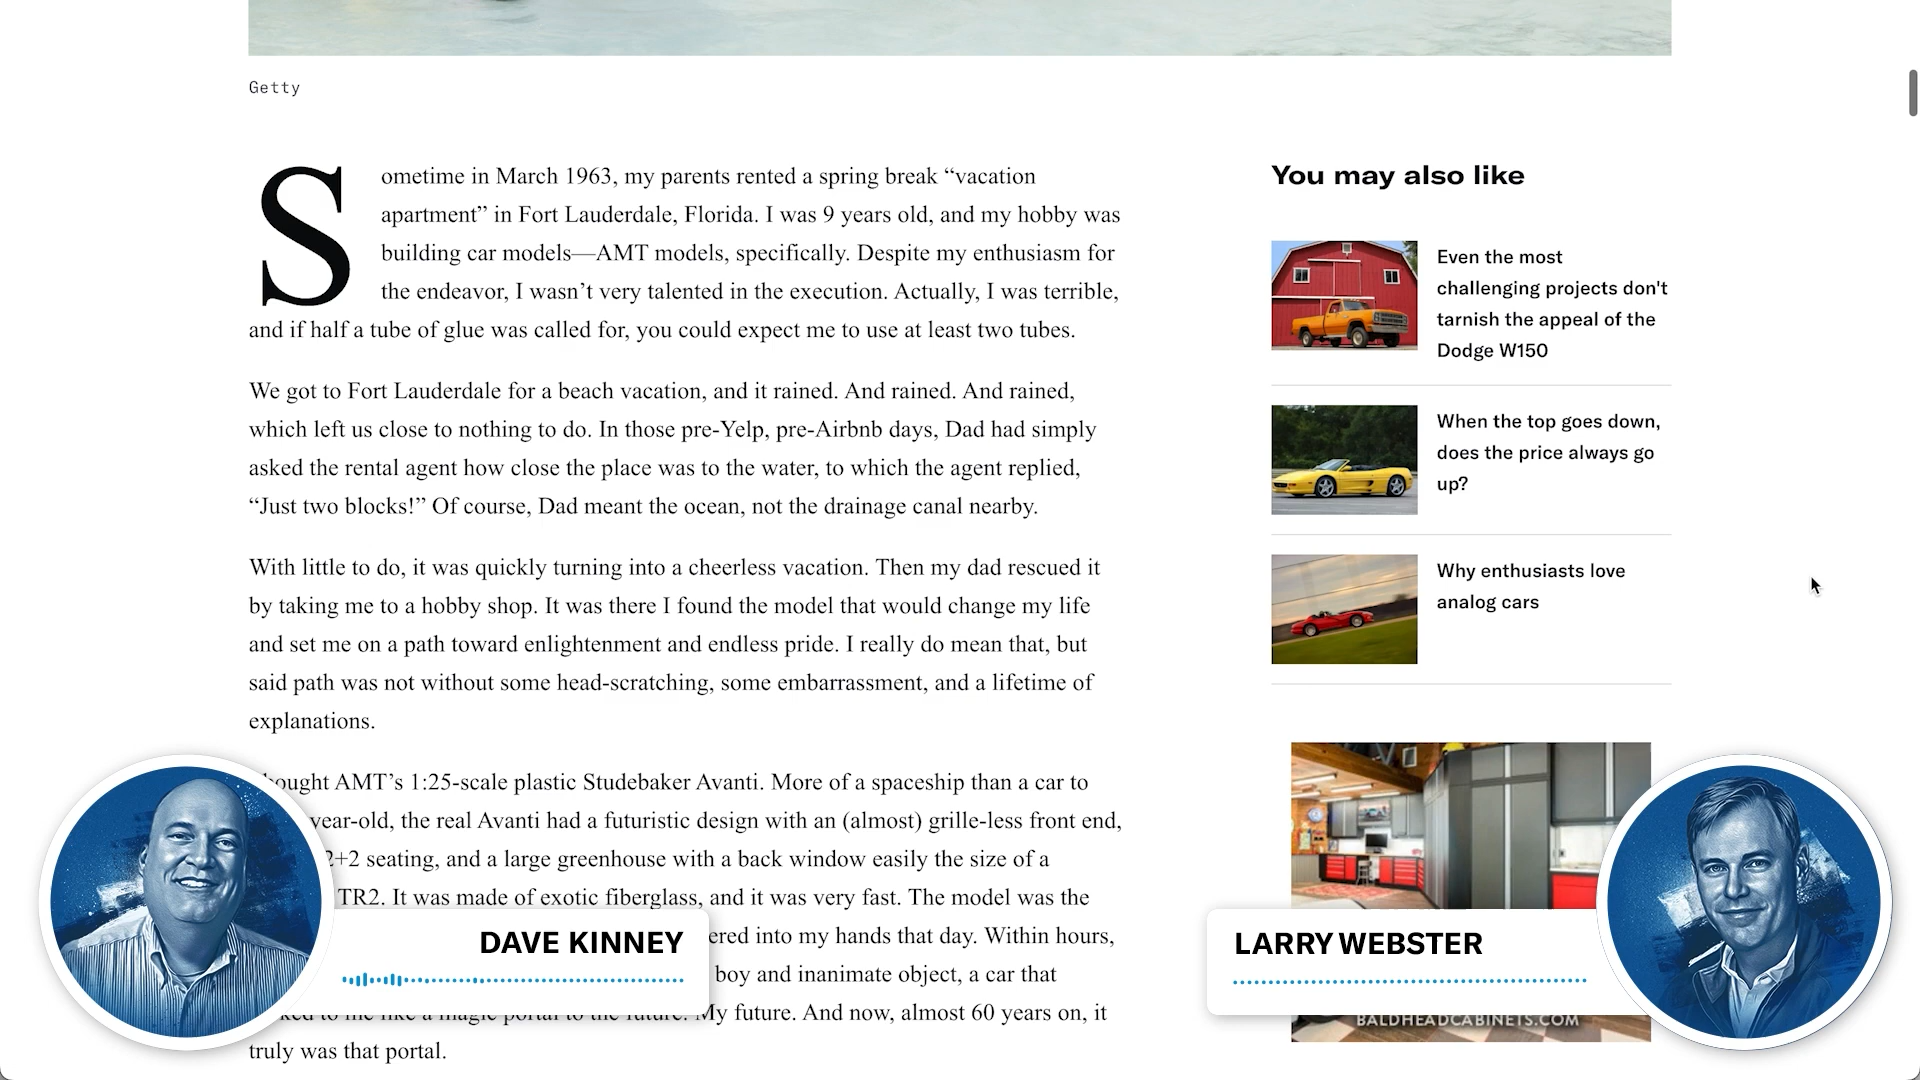 Getty
Sometime in March 1963, my parents rented a spring break “vacation
apartment” in Fort Lauderdale, Florida. I was 9 years old, and my hobby was
building car models—AMT models, specifically. Despite my enthusiasm for
the endeavor, I wasn’t very talented in the execution. Actually, I was terrible,
and if half a tube of glue was called for, you could expect me to use at least two tubes.
We got to Fort Lauderdale for a beach vacation, and it rained. And rained. And rained,
which left us close to nothing to do. In those pre-Yelp, pre-Airbnb days, Dad had simply
asked the rental agent how close the place was to the water, to which the agent replied,
“Just two blocks!” Of course, Dad meant the ocean, not the drainage canal nearby.
With little to do, it was quickly turning into a cheerless vacation. Then my dad rescued it
by taking me to a hobby shop. It was there I found the model that would change my life
and set me on a path toward enlightenment and endless pride. I really do mean that, but
said path was not without some head-scratching, some embarrassment, and a lifetime of
explanations.
bought AMT’s 1:25-scale plastic Studebaker Avanti. More of a spaceship than a car to
year-old, the real Avanti had a futuristic design with an (almost) grille-less front end,
2+2 seating, and a large greenhouse with a back window easily the size of a
TR2. It was made of exotic fiberglass, and it was very fast. The model was the
ered into my hands that day. Within hours,
boy and inanimate object, a car that
to me like a magic portal to the future. My future. And now, almost 60 years on, it
truly was that portal.
You may also like
Even the most
challenging projects don't
tarnish the appeal of the
Dodge W150
When the top goes down,
does the price always go
up?
Why enthusiasts love
analog cars
BALDHEADCABINETS.COM
DAVE KINNEY
LARRY WEBSTER